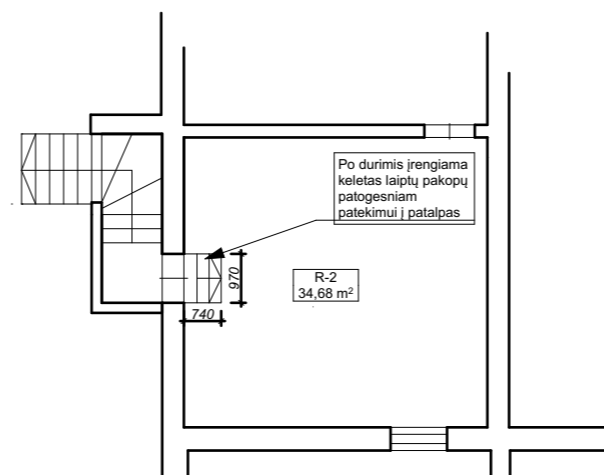 Po durimis įrengiama
keletas laiptų pakopų
patogesniam
patekimui į patalpas
R-2
34,68 m²
970
740